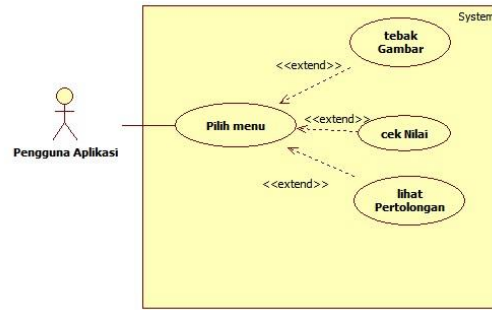 System
tebak
Gambar
<<extend>>
Pilih menu
<<extend>>
cek Nilai
Pengguna Aplikasi
<<extend>>
lihat
Pertolongan